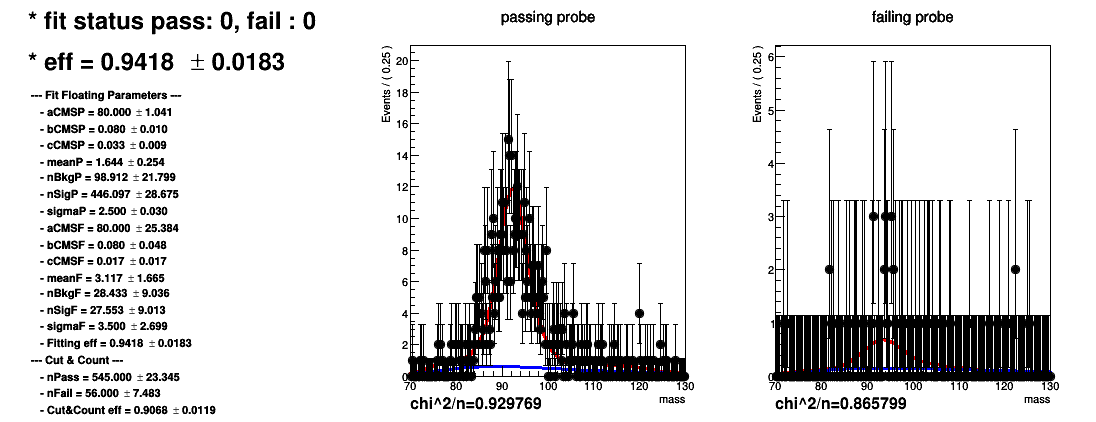 * fit status pass: 0, fail : 0
* eff = 0.9418 ± 0.0183
--- Fit Floating Parameters ---
- aCMSP = 80.000 ± 1.041
- bCMSP = 0.080 ± 0.010
- cCMSP = 0.033 ± 0.009
- meanP = 1.644 ± 0.254
- nBkgP = 98.912 ± 21.799
- nSigP = 446.097 ± 28.675
- sigmaP = 2.500 ± 0.030
- aCMSF = 80.000 ± 25.384
- bCMSF = 0.080 ± 0.048
- cCMSF = 0.017 ± 0.017
- meanF = 3.117 ± 1.665
- nBkgF = 28.433 ± 9.036
- nSigF = 27.553 ± 9.013
- sigmaF = 3.500 ± 2.699
- Fitting eff = 0.9418 ± 0.0183
--- Cut & Count ---
- nPass = 545.000 ± 23.345
- nFail = 56.000 ± 7.483
- Cut&Count eff = 0.9068 ± 0.0119
passing probe
Events / ( 0.25 )
20
18
16
14
12
10
8
6
4
2
0
70 80 90 100 110 120 130
mass
chi^2/n=0.929769
failing probe
Events / ( 0.25 )
6
5
4
3
2
1
0
70 80 90 100 110 120 130
mass
chi^2/n=0.865799